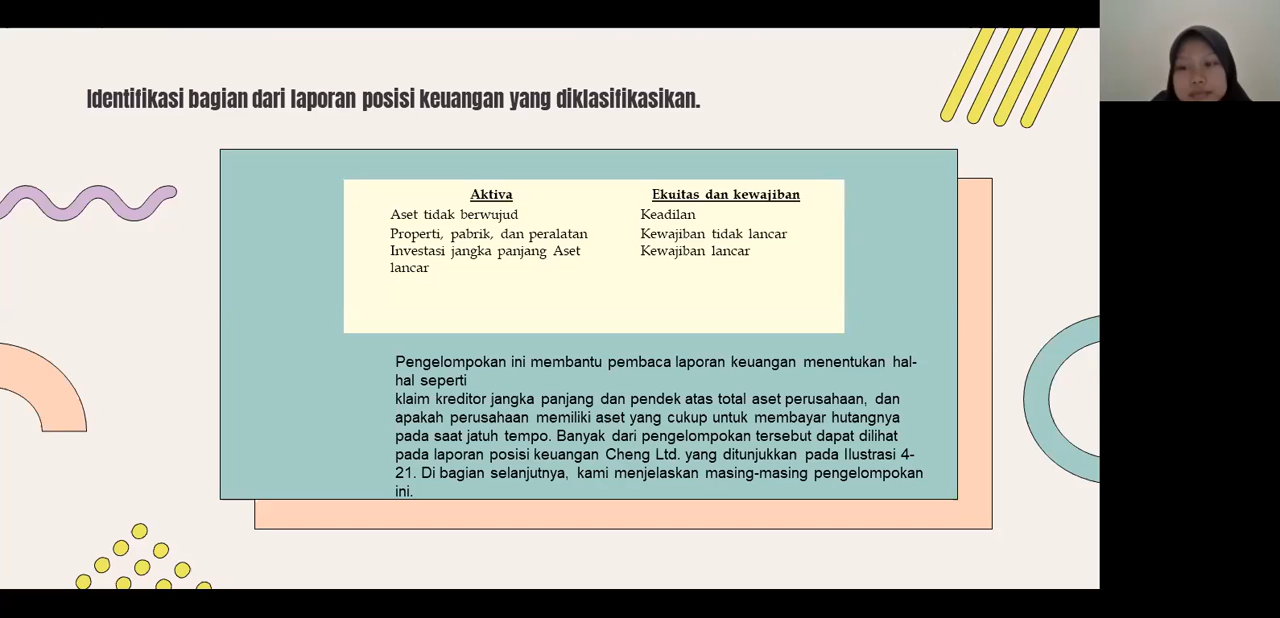 Identifikasi bagian dari laporan posisi keuangan yang diklasifikasikan.
Aktiva
Aset tidak berwujud
Properti, pabrik, dan peralatan
Investasi jangka panjang Aset
lancar
Ekuitas dan kewajiban
Keadilan
Kewajiban tidak lancar
Kewajiban lancar
Pengelompokan ini membantu pembaca laporan keuangan menentukan hal-
hal seperti
klaim kreditor jangka panjang dan pendek atas total aset perusahaan, dan
apakah perusahaan memiliki aset yang cukup untuk membayar hutangnya
pada saat jatuh tempo. Banyak dari pengelompokan tersebut dapat dilihat
pada laporan posisi keuangan Cheng Ltd. yang ditunjukkan pada Ilustrasi 4-
21. Di bagian selanjutnya, kami menjelaskan masing-masing pengelompokan
ini.